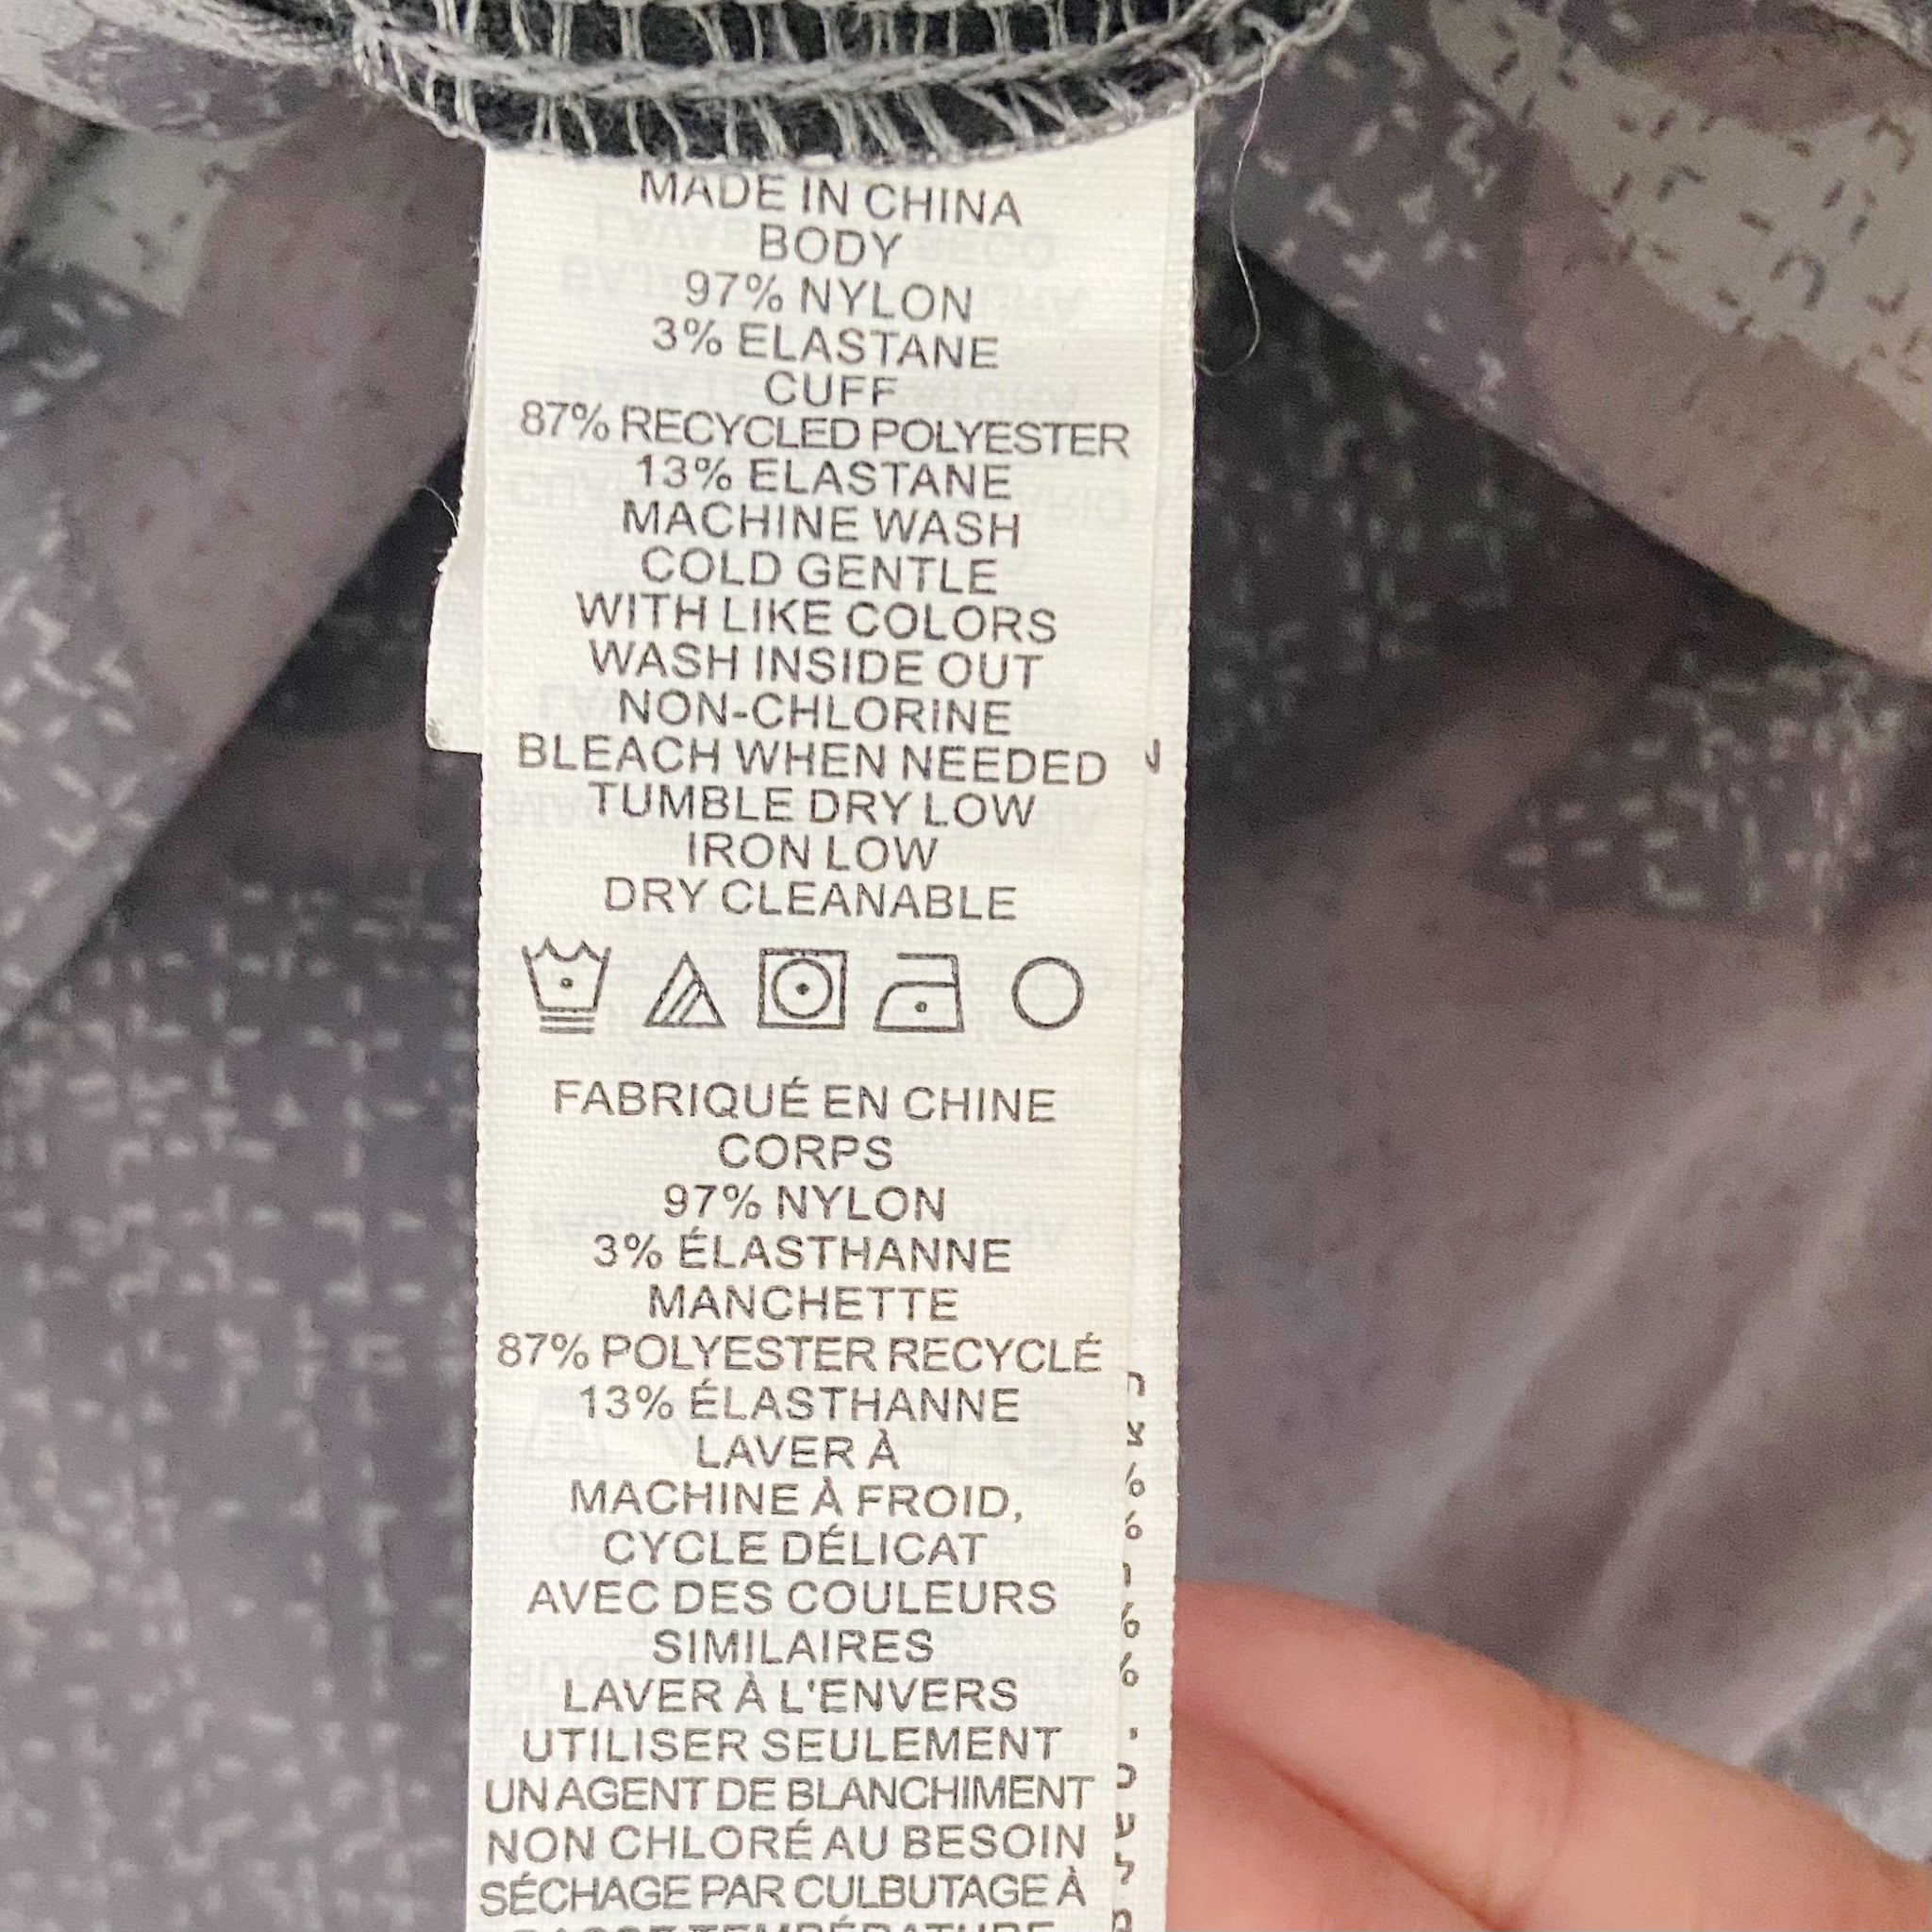 MADE IN CHINA
BODY
97% NYLON
3% ELASTANE
CUFF
87% RECYCLED POLYESTER
13% ELASTANE
MACHINE WASH
COLD GENTLE
WITH LIKE COLORS
WASH INSIDE OUT
NON-CHLORINE
BLEACH WHEN NEEDED
TUMBLE DRY LOW
IRON LOW
DRY CLEANABLE
FABRIQUÉ EN CHINE
CORPS
97% NYLON
3% ÉLASTHANNE
MANCHETTE
87% POLYESTER RECYCLÉ
13% ÉLASTHANNE
LAVER À
MACHINE À FROID,
CYCLE DÉLICAT
AVEC DES COULEURS
SIMILAIRES
LAVER À L'ENVERS
UTILISER SEULEMENT
UN AGENT DE BLANCHIMENT
NON CHLORÉ AU BESOIN
SÉCHAGE PAR CULBUTAGE À